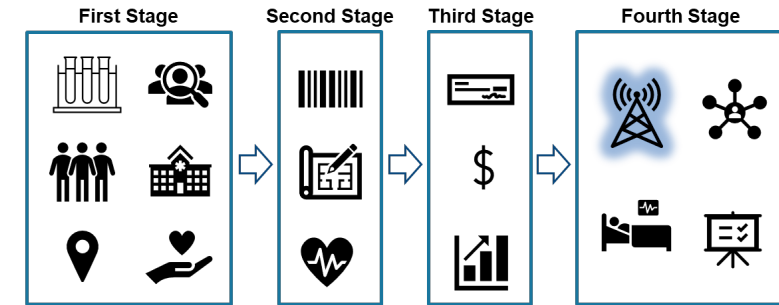 First Stage
Second Stage
Third Stage
Fourth Stage
$